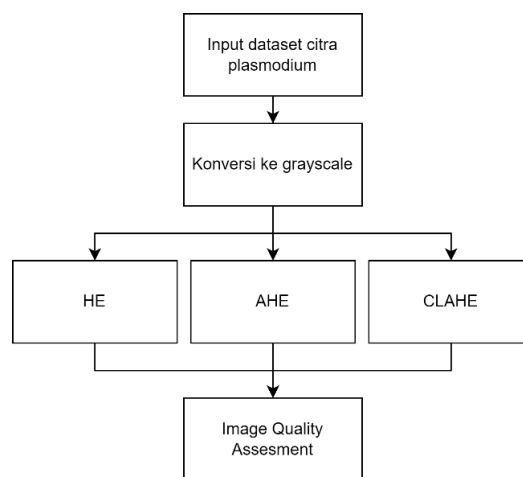 Input dataset citra
plasmodium
Konversi ke grayscale
HE
AHE
CLAHE
Image Quality
Assesment